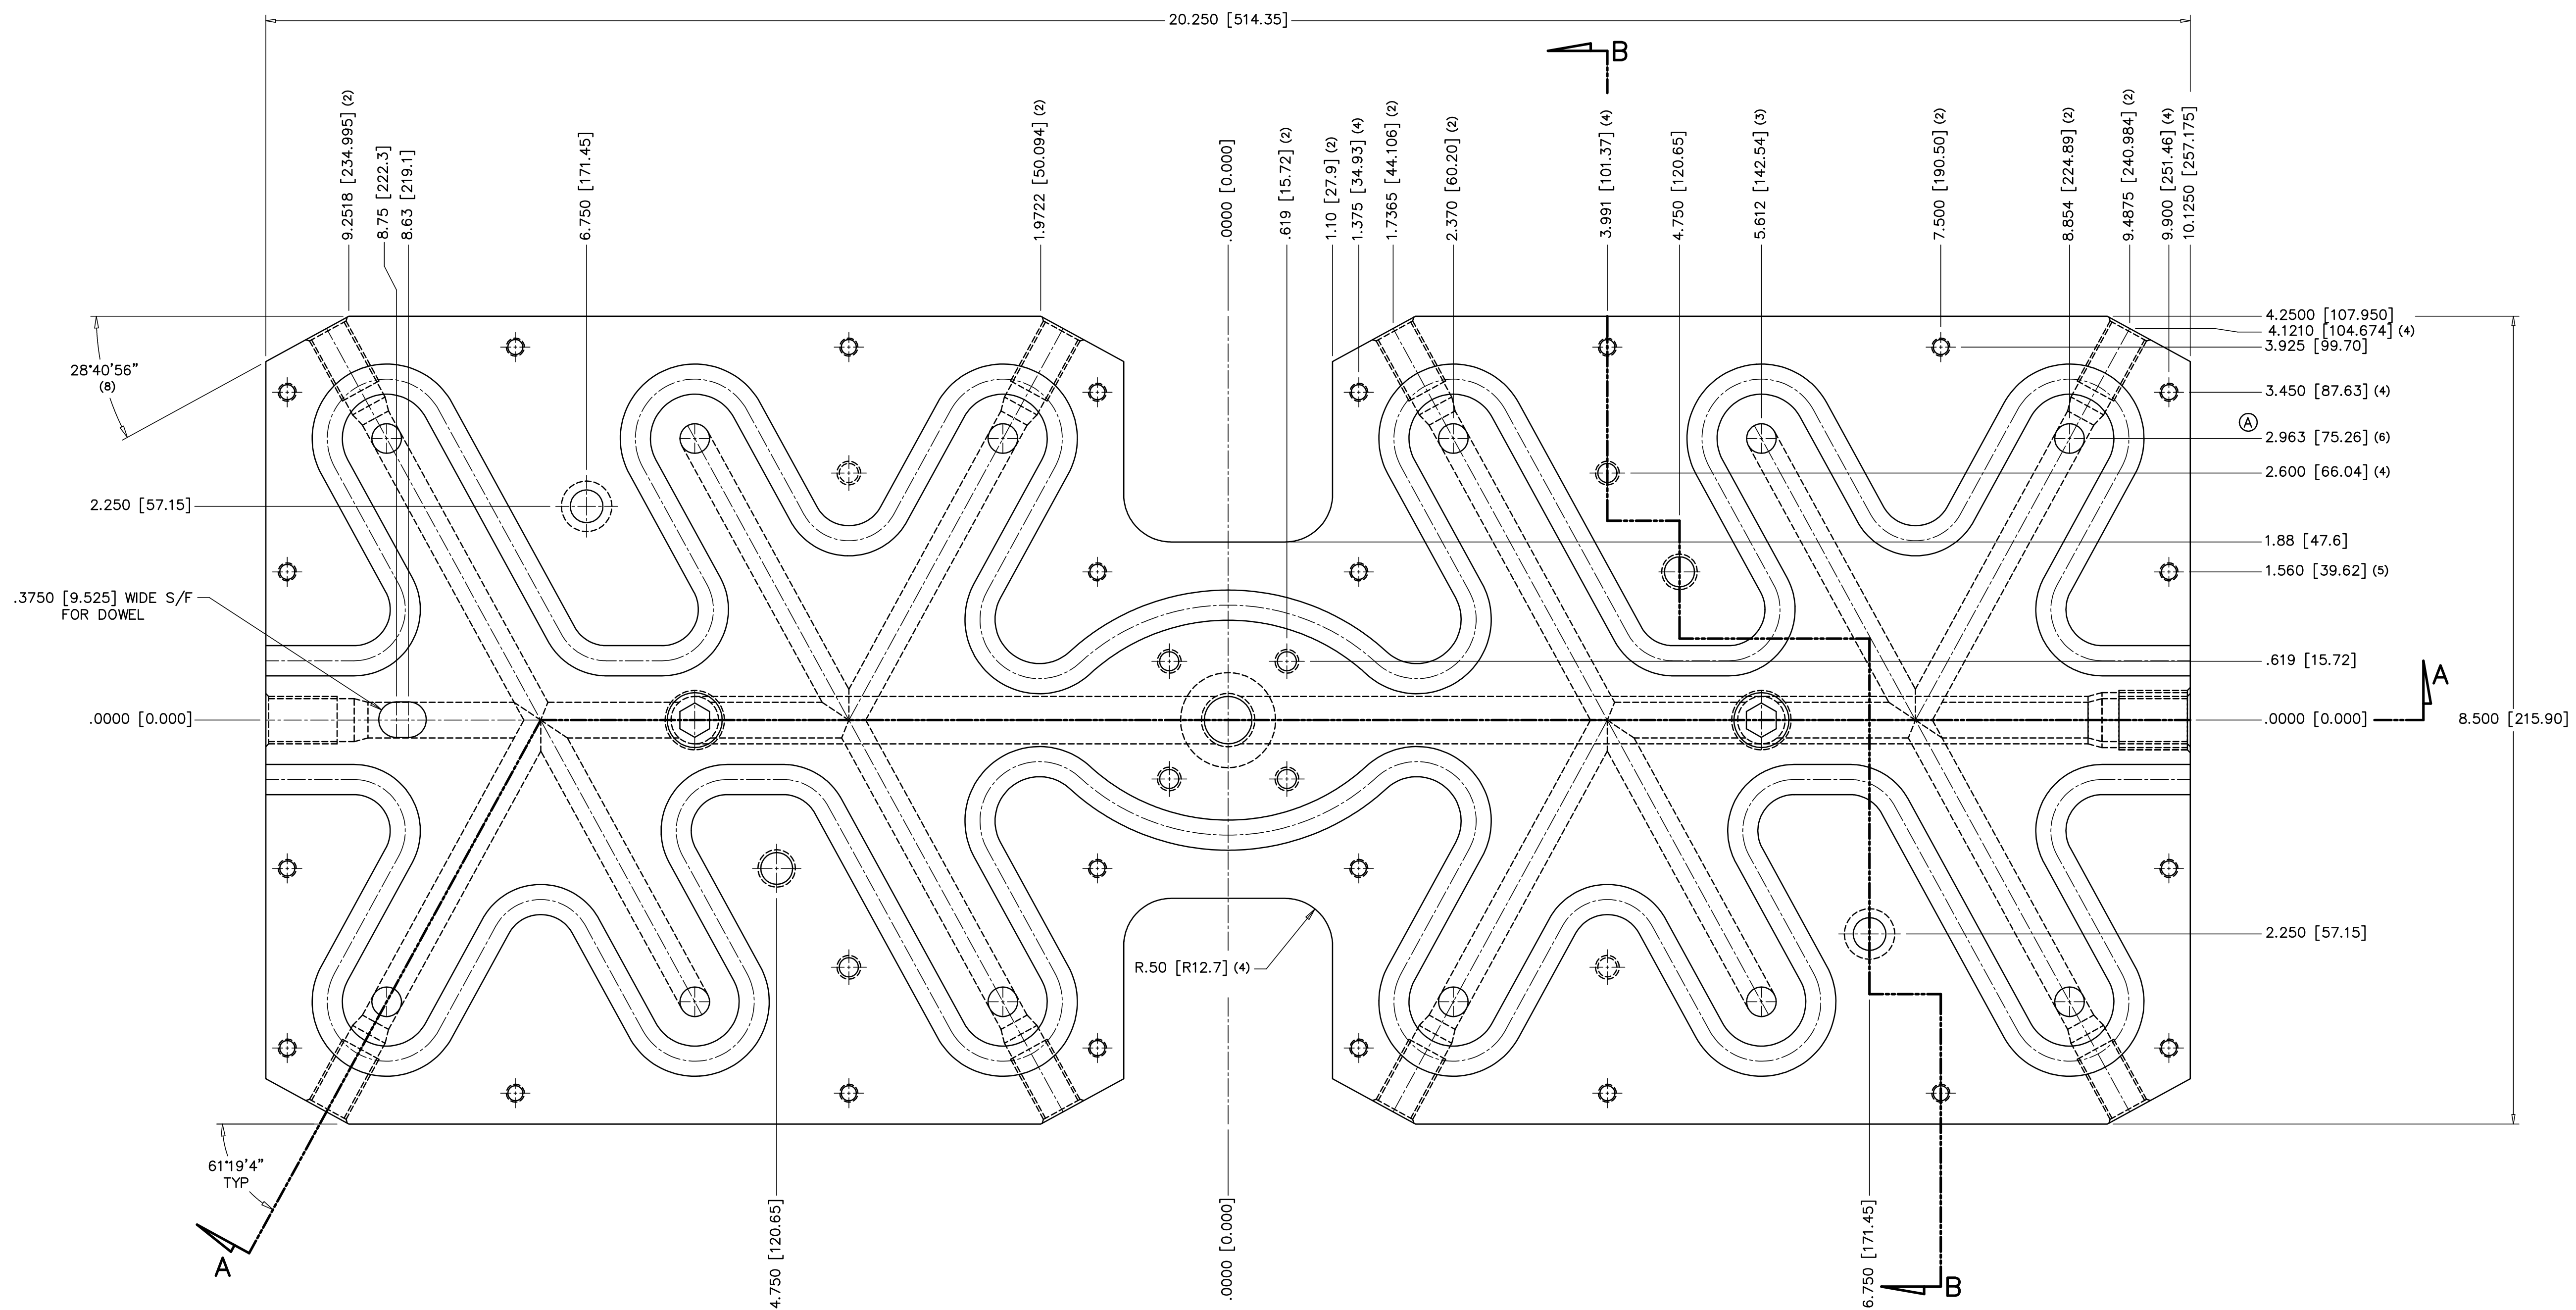 20.250 [514.35]
B
9.2518 [234.995] (2)
8.75 [222.3]
8.63 [219.1]
6.750 [171.45]
1.9722 [50.094] (2)
.0000 [0.000]
.619 [15.72] (2)
1.10 [27.9] (2)
1.375 [34.93] (4)
1.7365 [44.106] (2)
2.370 [60.20] (2)
3.991 [101.37] (4)
4.750 [120.65]
5.612 [142.54] (3)
7.500 [190.50] (2)
8.854 [224.89] (2)
9.4875 [240.984] (2)
9.900 [251.46] (4)
10.1250 [257.175]
4.2500 [107.950]
4.1210 [104.674] (4)
3.925 [99.70]
28°40'56"
(8)
3.450 [87.63] (4)
A
2.963 [75.26] (6)
2.600 [66.04] (4)
2.250 [57.15]
1.88 [47.6]
1.560 [39.62] (5)
.3750 [9.525] WIDE S/F
FOR DOWEL
.619 [15.72]
A
.0000 [0.000]
.0000 [0.000]
8.500 [215.90]
2.250 [57.15]
R.50 [R12.7] (4)
61°19'4"
TYP
A
4.750 [120.65]
.0000 [0.000]
6.750 [171.45]
B